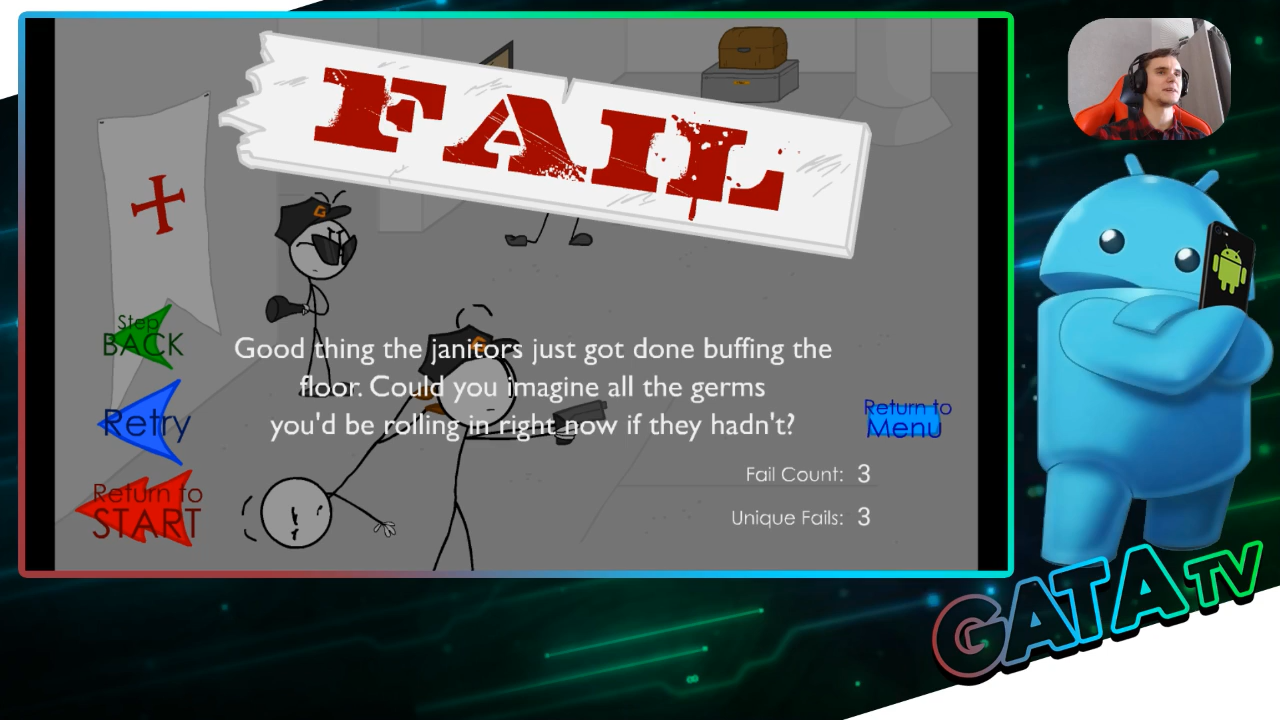 FAIL
Step
BACK
Good thing the janitors just got done buffing the
floor. Could you imagine all the germs
you'd be rolling in right now if they hadn't?
Retry
Return to
Menu
Return to
START
Fail Count: 3
Unique Fails: 3
G
GATA TV